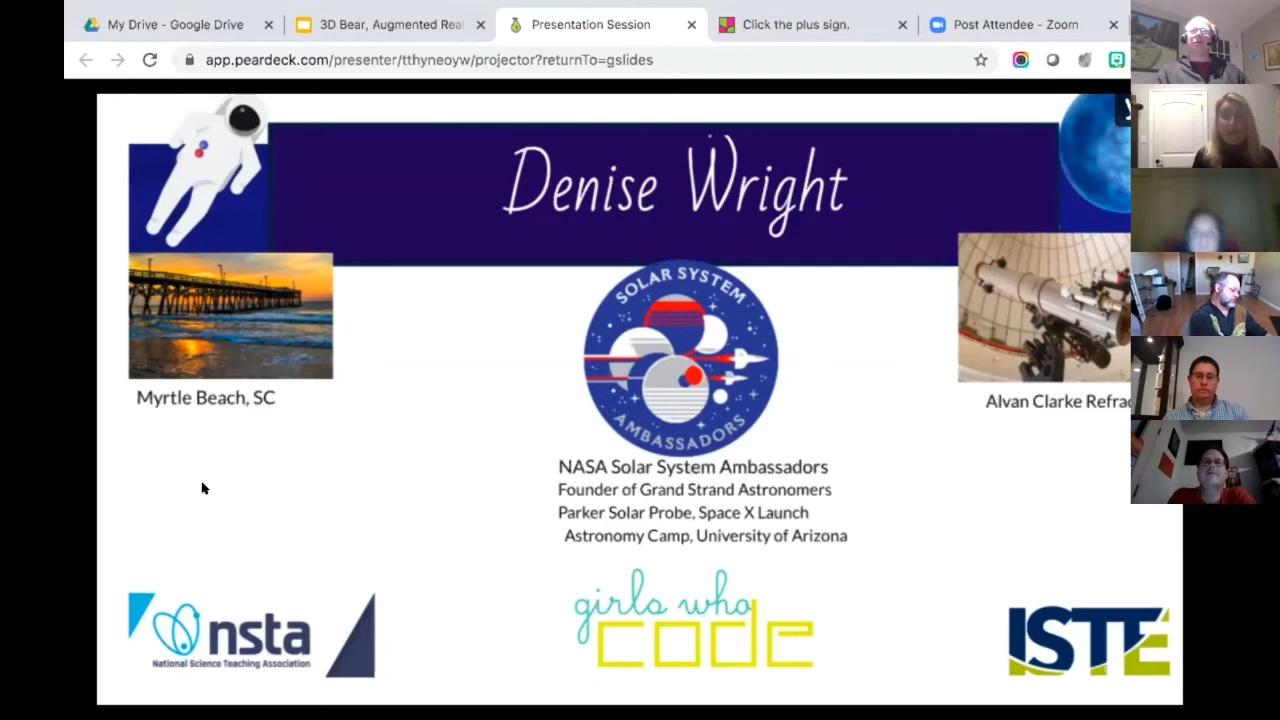 My Drive - Google Drive
3D Bear, Augmented Real
Presentation Session
Click the plus sign.
Post Attendee - Zoom
app.peardeck.com/presenter/tthyneoyw/projector?returnTo=gslides
Denise Wright
SOLAR SYSTEM
AMBASSADORS
Myrtle Beach, SC
Alvan Clarke Refrac
NASA Solar System Ambassadors
Founder of Grand Strand Astronomers
Parker Solar Probe, Space X Launch
Astronomy Camp, University of Arizona
nsta
National Science Teaching Association
girls who
code
ISTE